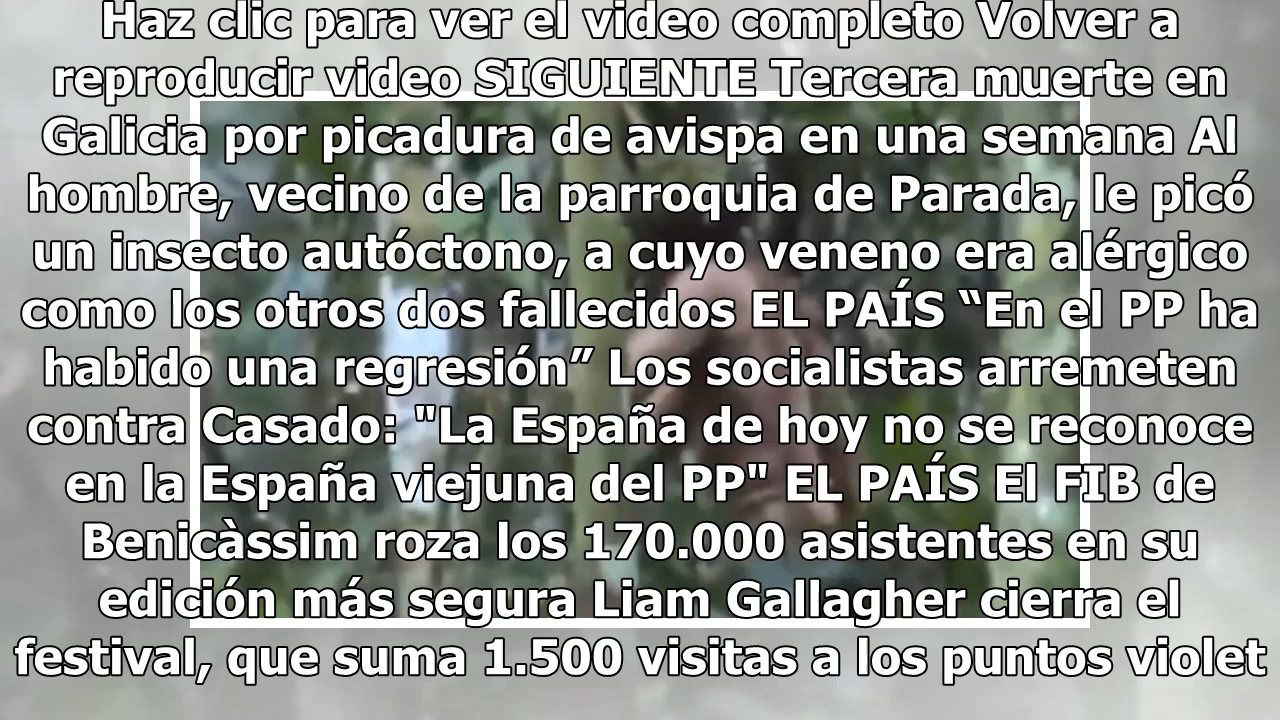 Haz clic para ver el video completo Volver a
reproducir video SIGUIENTE Tercera muerte en
Galicia por picadura de avispa en una semana Al
hombre, vecino de la parroquia de Parada, le picó
un insecto autóctono, a cuyo veneno era alérgico
como los otros dos fallecidos EL PAÍS “En el PP ha
habido una regresión” Los socialistas arremeten
contra Casado: "La España de hoy no se reconoce
en la España viejuna del PP" EL PAÍS El FIB de
Benicàssim roza los 170.000 asistentes en su
edición más segura Liam Gallagher cierra el
festival, que suma 1.500 visitas a los puntos violet